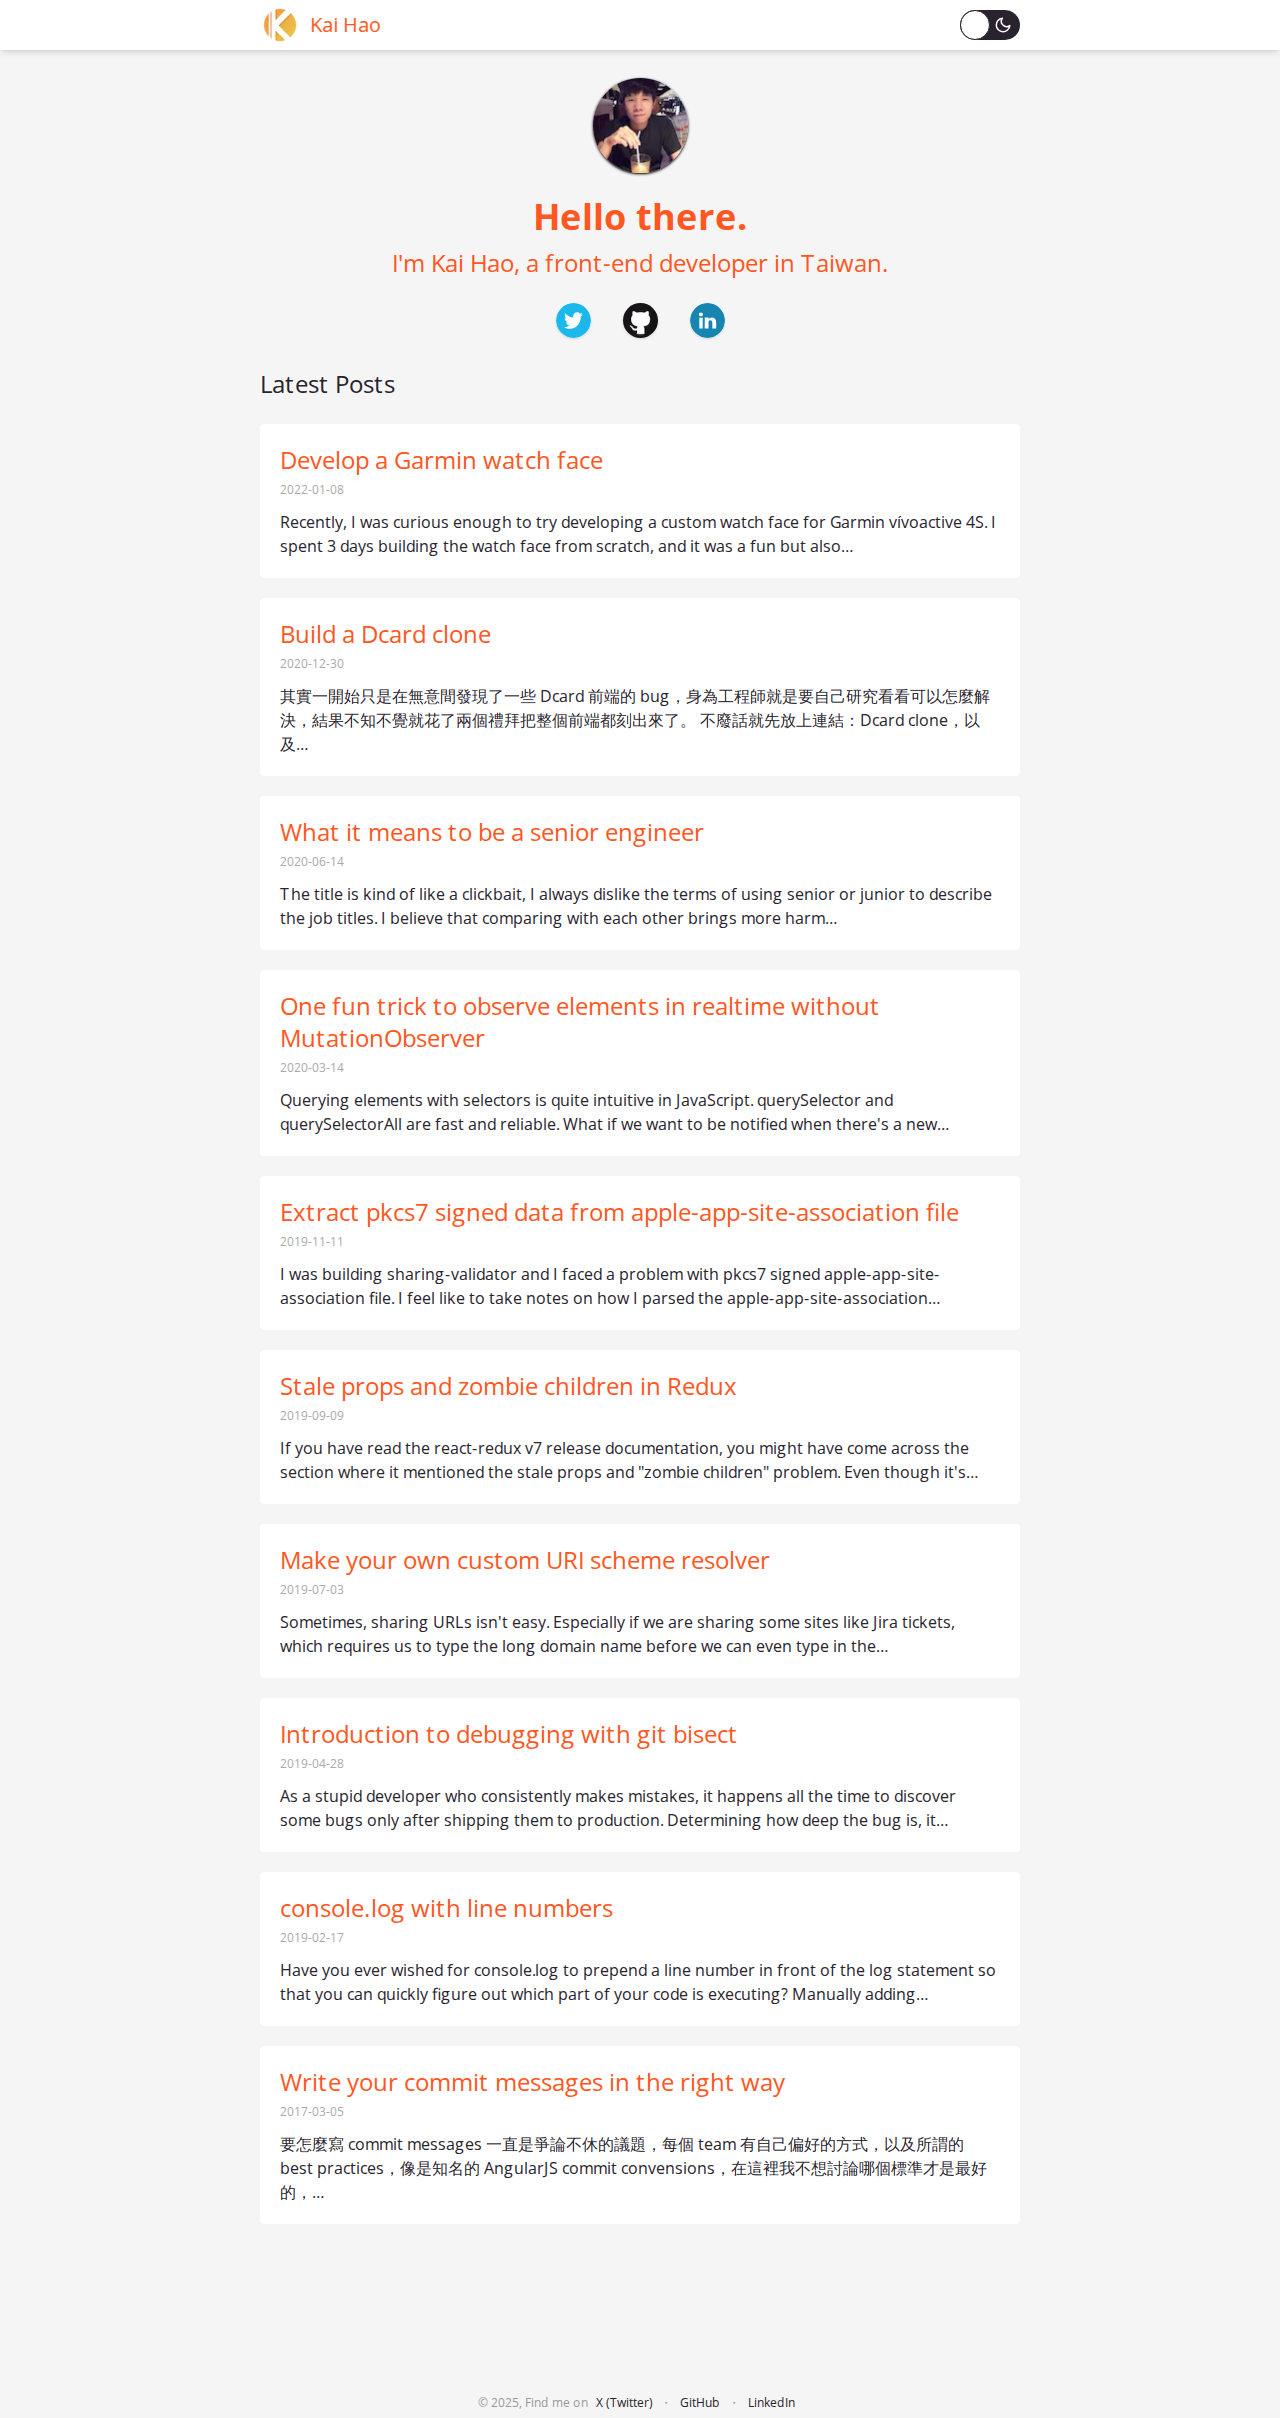 Kai Hao
Hello there.
I'm Kai Hao, a front-end developer in Taiwan.
Latest Posts
Develop a Garmin watch face
2022-01-08
Recently, I was curious enough to try developing a custom watch face for Garmin vívoactive 4S. I
spent 3 days building the watch face from scratch, and it was a fun but also...
Build a Dcard clone
2020-12-30
其實一開始只是在無意間發現了一些 Dcard 前端的 bug，身為工程師就是要自己研究看看可以怎麼解
決，結果不知不覺就花了兩個禮拜把整個前端都刻出來了。 不廢話就先放上連結：Dcard clone，以
及...
What it means to be a senior engineer
2020-06-14
The title is kind of like a clickbait, I always dislike the terms of using senior or junior to describe
the job titles. I believe that comparing with each other brings more harm...
One fun trick to observe elements in realtime without
MutationObserver
2020-03-14
Querying elements with selectors is quite intuitive in JavaScript. querySelector and
querySelectorAll are fast and reliable. What if we want to be notified when there's a new...
Extract pkcs7 signed data from apple-app-site-association file
2019-11-11
I was building sharing-validator and I faced a problem with pkcs7 signed apple-app-site-
association file. I feel like to take notes on how I parsed the apple-app-site-association...
Stale props and zombie children in Redux
2019-09-09
If you have read the react-redux v7 release documentation, you might have come across the
section where it mentioned the stale props and "zombie children" problem. Even though it's...
Make your own custom URI scheme resolver
2019-07-03
Sometimes, sharing URLs isn't easy. Especially if we are sharing some sites like Jira tickets,
which requires us to type the long domain name before we can even type in the...
Introduction to debugging with git bisect
2019-04-28
As a stupid developer who consistently makes mistakes, it happens all the time to discover
some bugs only after shipping them to production. Determining how deep the bug is, it...
console.log with line numbers
2019-02-17
Have you ever wished for console.log to prepend a line number in front of the log statement so
that you can quickly figure out which part of your code is executing? Manually adding...
Write your commit messages in the right way
2017-03-05
要怎麼寫 commit messages 一直是爭論不休的議題，每個 team 有自己偏好的方式，以及所謂的
best practices，像是知名的 AngularJS commit convensions，在這裡我不想討論哪個標準才是最好
的，...
© 2025, Find me on X (Twitter) · GitHub · LinkedIn